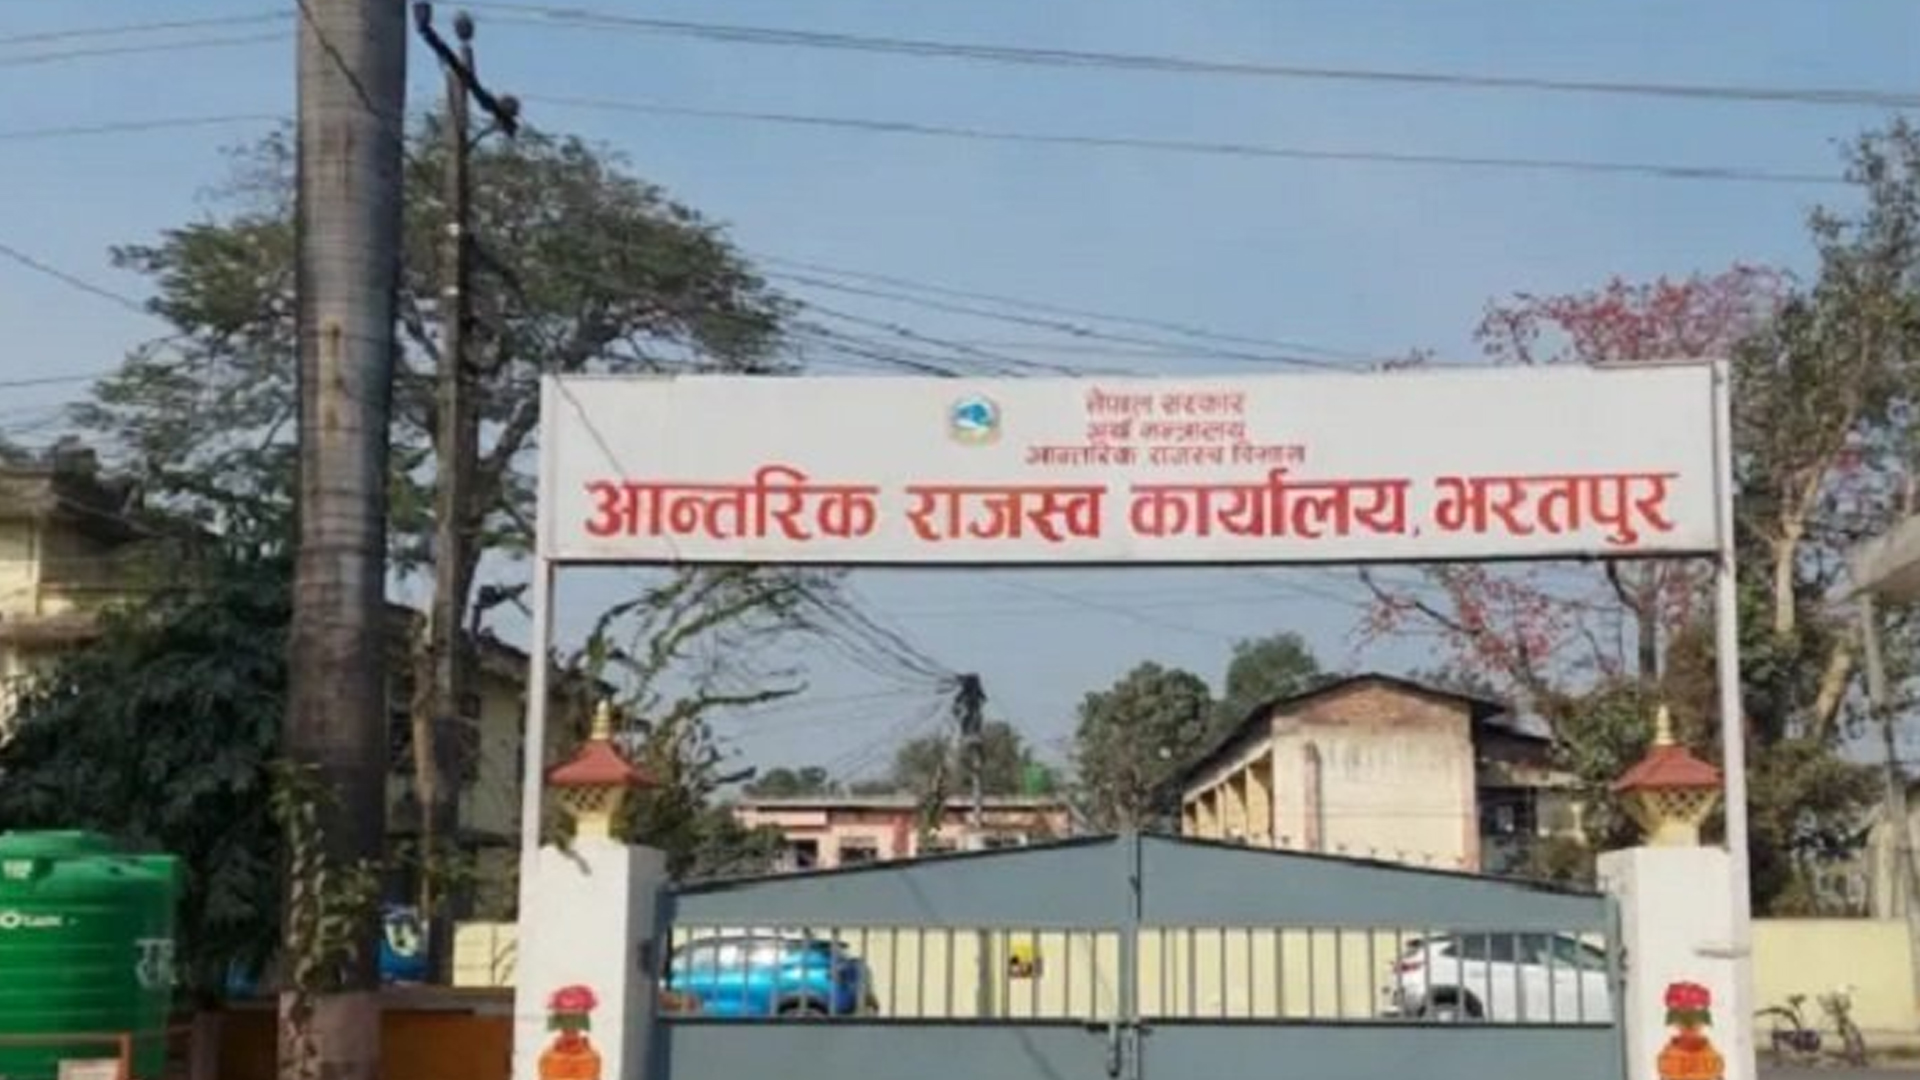 नेपाल सरकार
अर्थ मन्त्रालय
आन्तरिक राजस्व विभाग
आन्तरिक राजस्व कार्यालय, भरतपुर